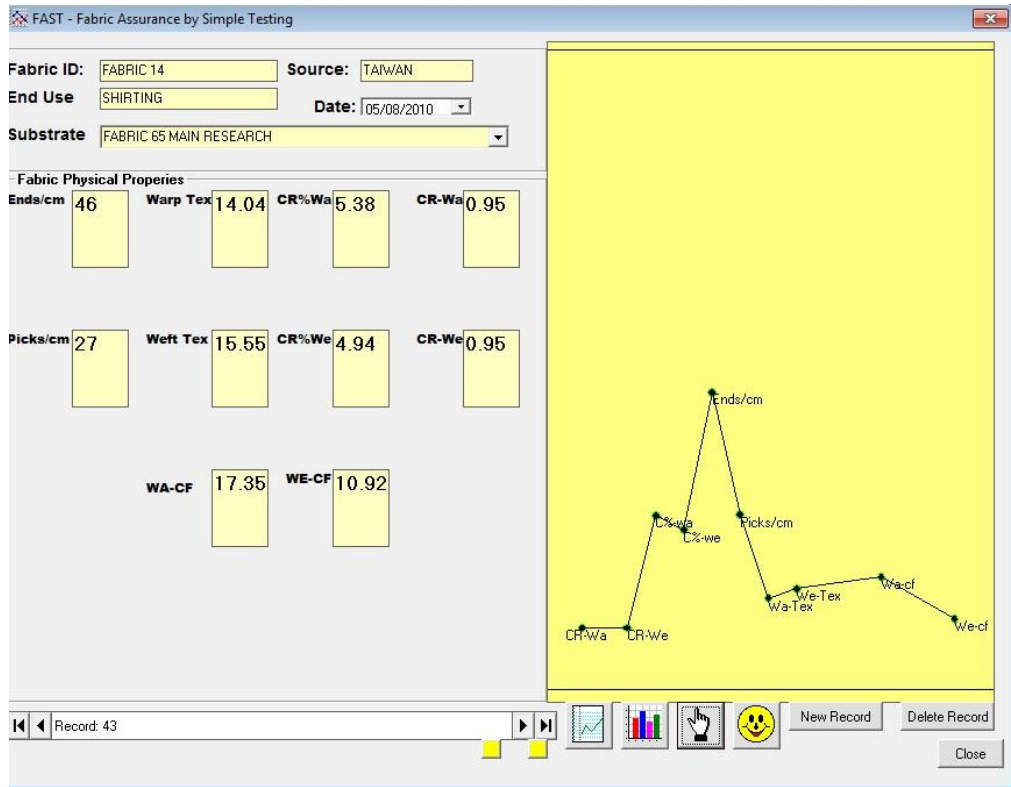 FAST - Fabric Assurance by Simple Testing
Fabric ID: FABRIC 14 Source: TAIWAN
End Use SHIRTING Date: 05/08/2010
Substrate FABRIC 65 MAIN RESEARCH
Fabric Physical Properies
Ends/cm 46 Warp Tex 14.04 CR%Wa 5.38 CR-Wa 0.95
Picks/cm 27 Weft Tex 15.55 CR%We 4.94 CR-We 0.95
WA-CF 17.35 WE-CF 10.92
Ends/cm
C%-wa Picks/cm
C%-we
Wa-cf
We-Tex
Wa-Tex
We-cf
CR-Wa CR-We
Record: 43 New Record Delete Record
Close